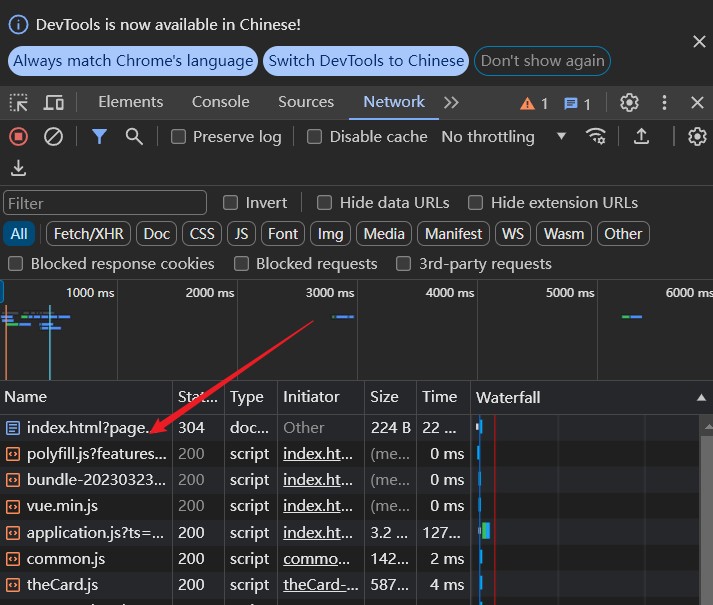 DevTools is now available in Chinese!
Always match Chrome's language Switch DevTools to Chinese Don't show again
Elements Console Sources Network 1 1
Preserve log Disable cache No throttling
Filter Invert Hide data URLs Hide extension URLs
All Fetch/XHR Doc CSS JS Font Img Media Manifest WS Wasm Other
Blocked response cookies Blocked requests 3rd-party requests
1000 ms 2000 ms 3000 ms 4000 ms 5000 ms 6000 ms
Name Stat... Type Initiator Size Time Waterfall
index.html?page... 304 doc... Other 224 B 22 ...
polyfill.js?features... 200 script index.ht... (me... 0 ms
bundle-20230323... 200 script index.ht... (me... 0 ms
vue.min.js 200 script index.ht... (me... 0 ms
application.js?ts=... 200 script index.ht... 3.2 ... 127...
common.js 200 script commo... 142... 2 ms
theCard.js 200 script theCard-... 587... 4 ms